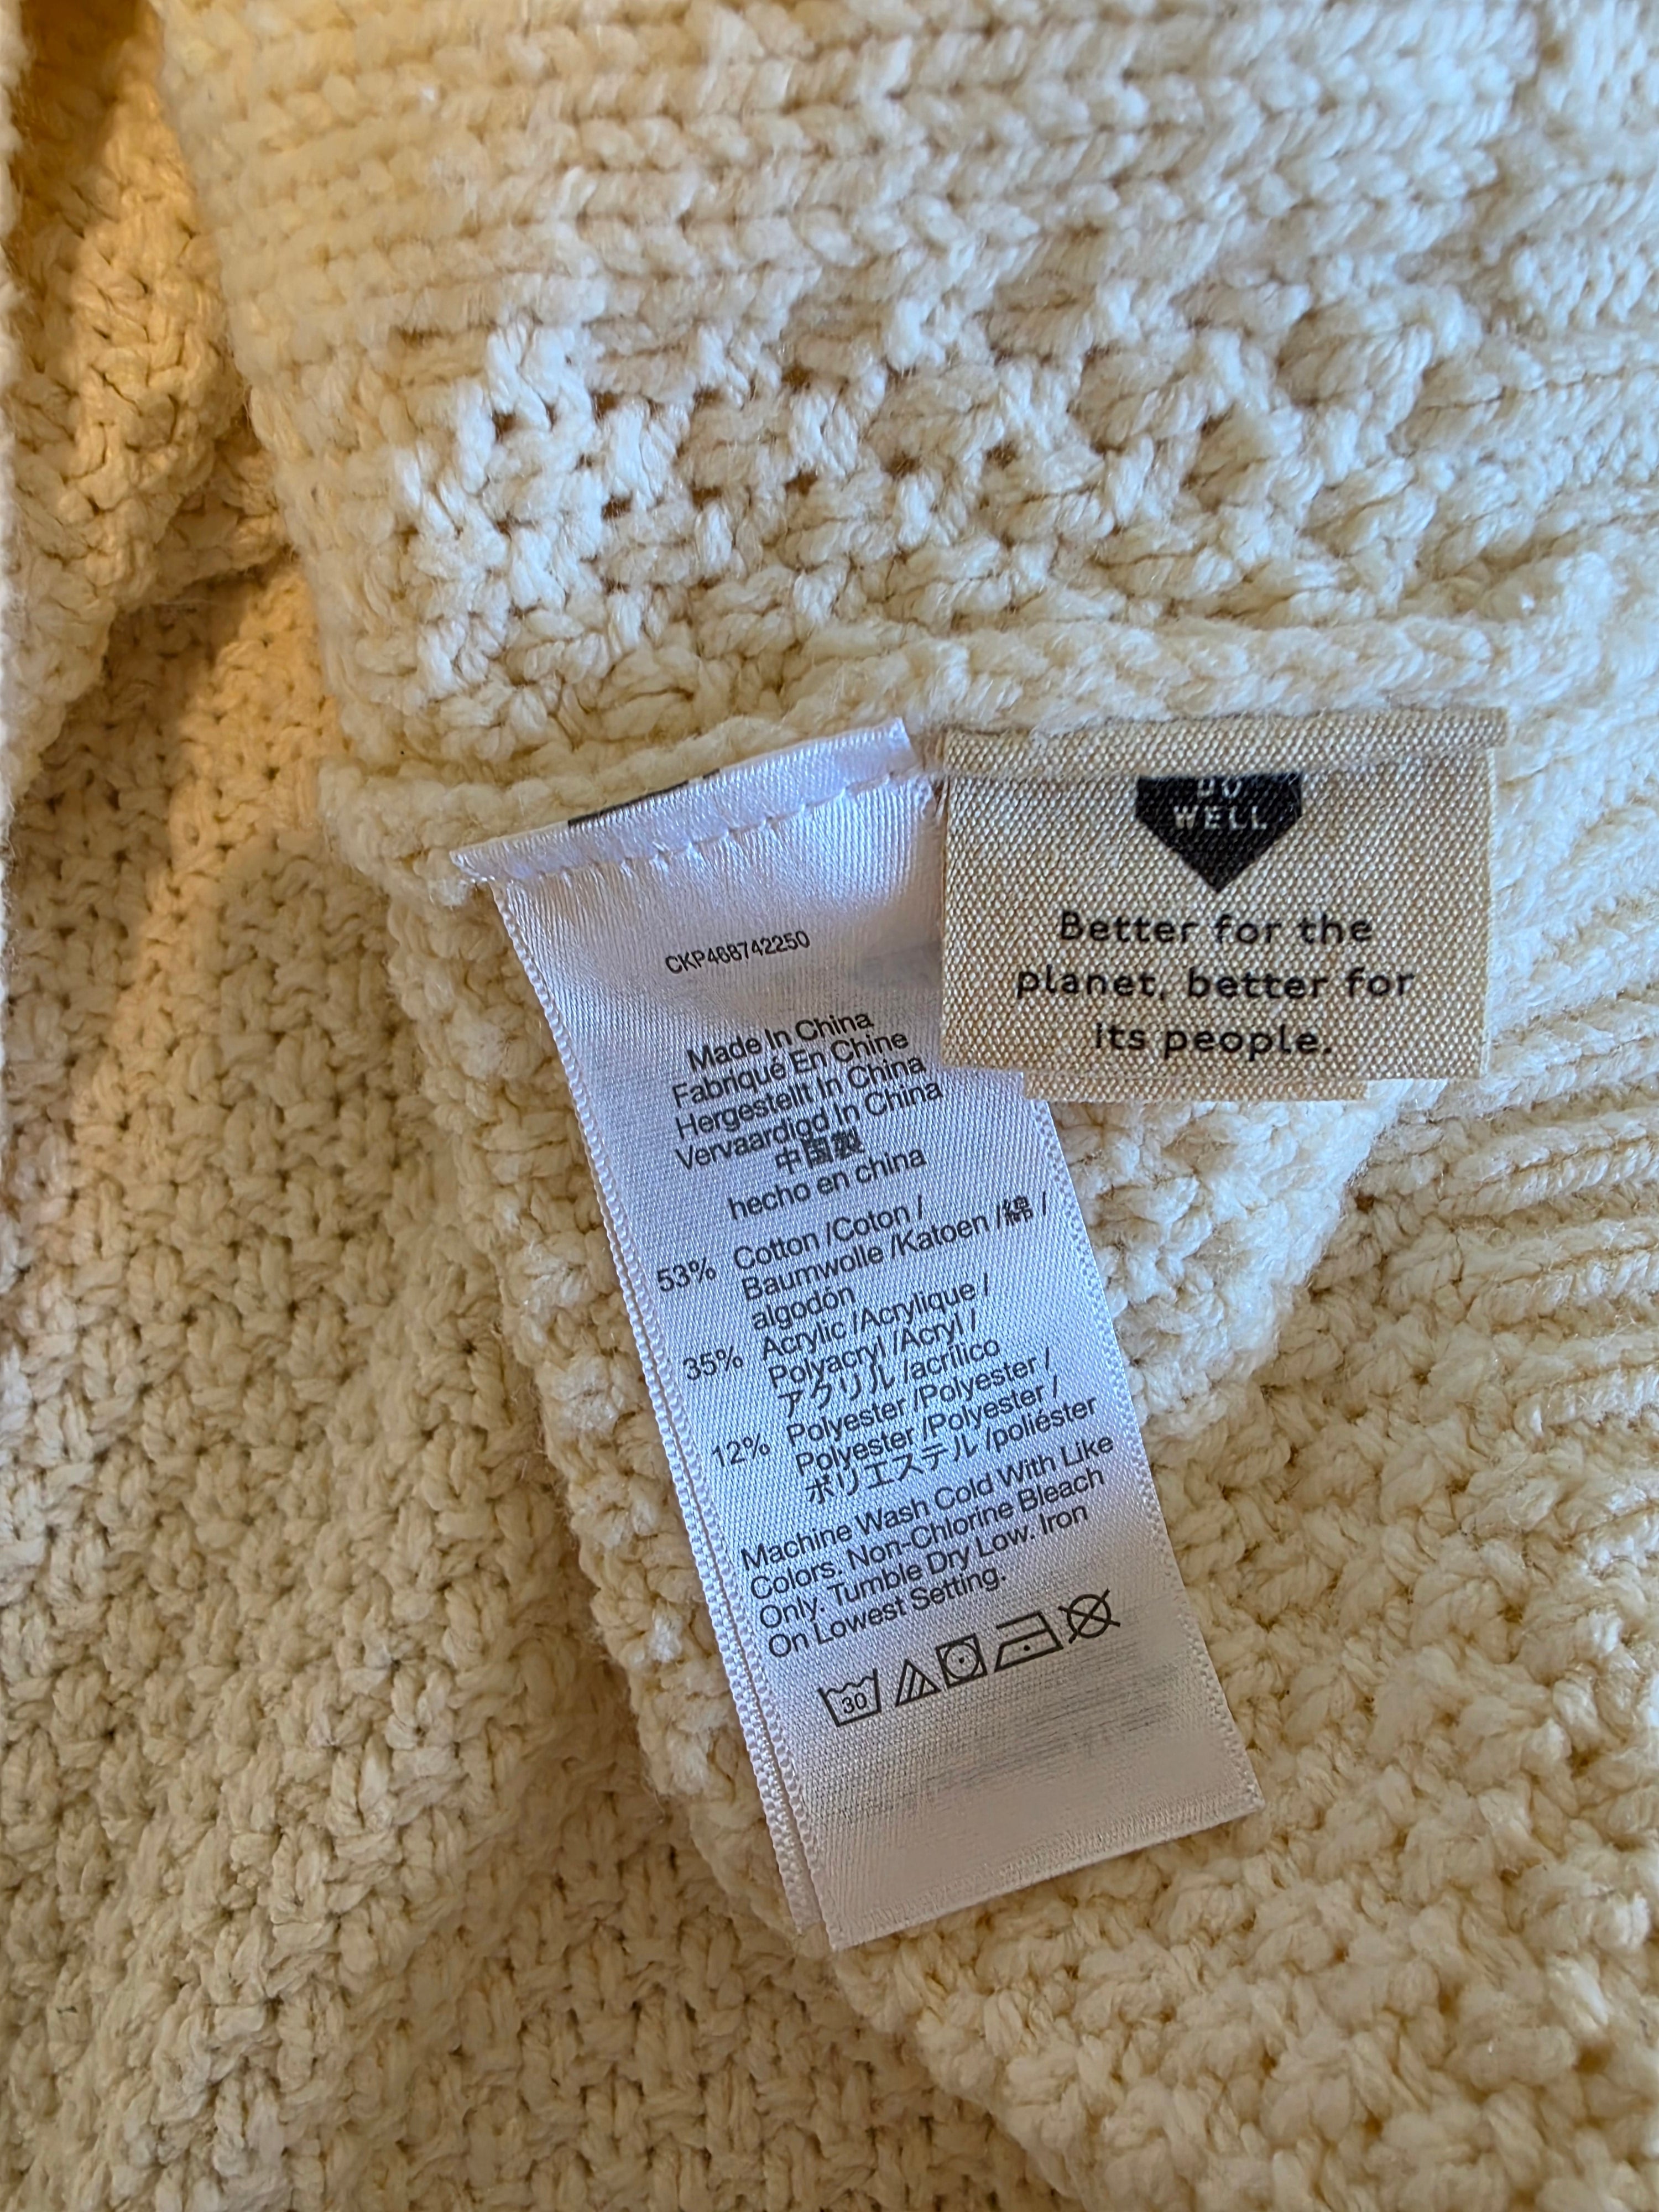 CKP468742250
Made In China
Fabriqué En Chine
Hergestellt In China
Vervaardigd In China
中国製
hecho en china
53% Cotton /Coton /
Baumwolle /Katoen /綿 /
algodón
35% Acrylic /Acrylique /
Polyacryl /Acryl /
アクリル /acrílico
12% Polyester /Polyester /
Polyester /Polyester /
ポリエステル /poliéster
Machine Wash Cold With Like
Colors. Non-Chlorine Bleach
Only. Tumble Dry Low. Iron
On Lowest Setting.
30
WELL
Better for the
planet, better for
its people.